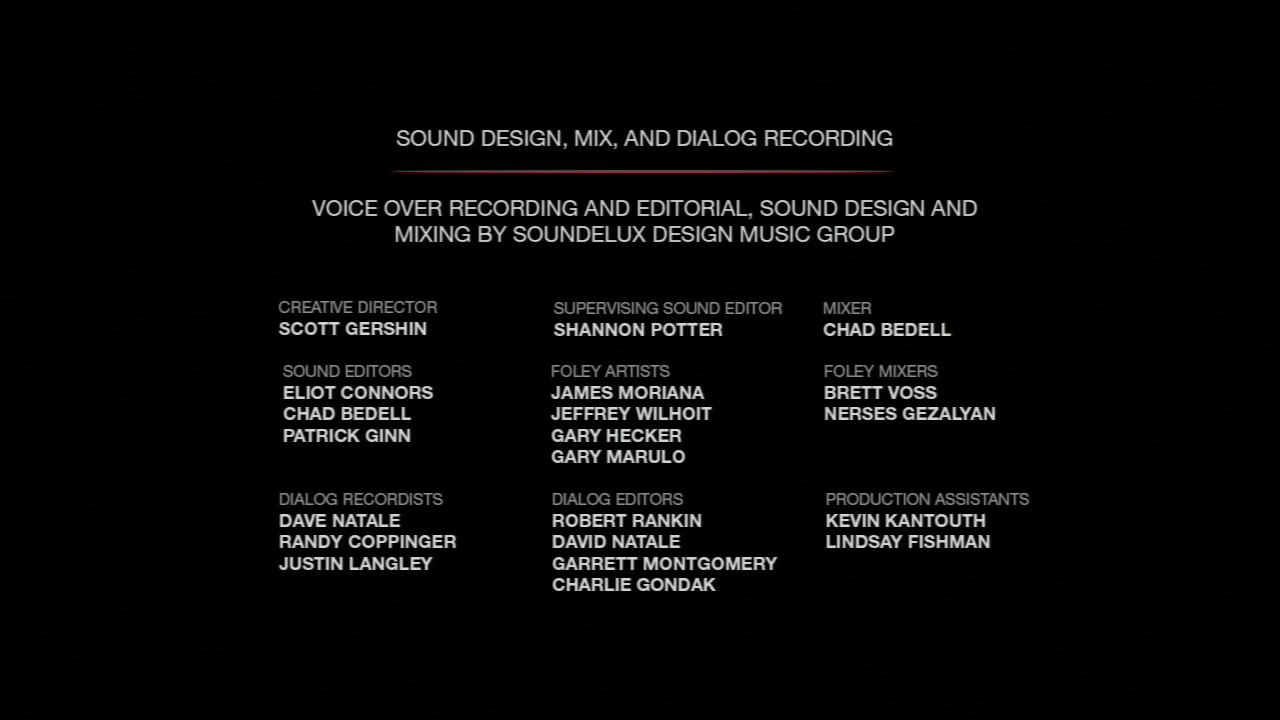 SOUND DESIGN, MIX, AND DIALOG RECORDING
VOICE OVER RECORDING AND EDITORIAL, SOUND DESIGN AND
MIXING BY SOUNDELUX DESIGN MUSIC GROUP
CREATIVE DIRECTOR
SCOTT GERSHIN
SUPERVISING SOUND EDITOR
SHANNON POTTER
MIXER
CHAD BEDELL
SOUND EDITORS
ELIOT CONNORS
CHAD BEDELL
PATRICK GINN
FOLEY ARTISTS
JAMES MORIANA
JEFFREY WILHOIT
GARY HECKER
GARY MARULO
FOLEY MIXERS
BRETT VOSS
NERSES GEZALYAN
DIALOG RECORDISTS
DAVE NATALE
RANDY COPPINGER
JUSTIN LANGLEY
DIALOG EDITORS
ROBERT RANKIN
DAVID NATALE
GARRETT MONTGOMERY
CHARLIE GONDAK
PRODUCTION ASSISTANTS
KEVIN KANTOUTH
LINDSAY FISHMAN